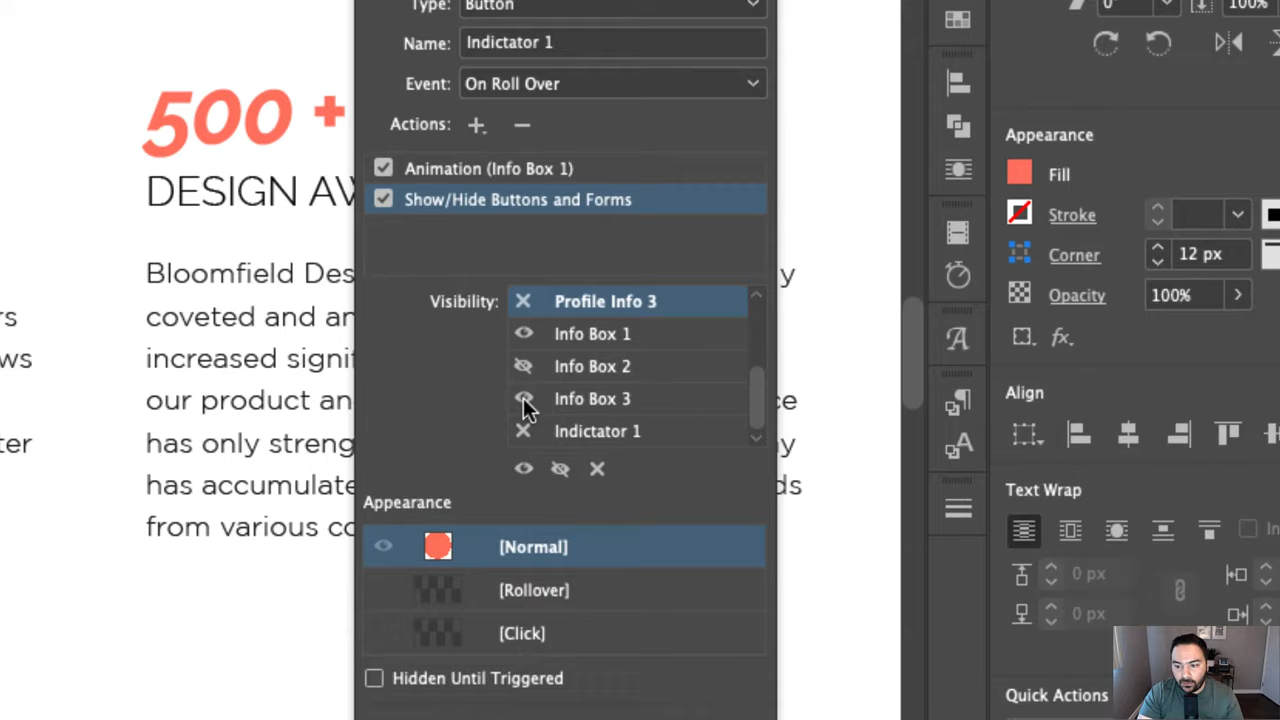 Type: Button
Name: Indictator 1
Event: On Roll Over
Actions:
Animation (Info Box 1)
Show/Hide Buttons and Forms
Visibility: Profile Info 3
Info Box 1
Info Box 2
Info Box 3
Indictator 1
Appearance
[Normal]
[Rollover]
[Click]
Hidden Until Triggered
500 +
DESIGN AW
Bloomfield Des
coveted and an
increased signif
our product an
has only streng
has accumulate
from various co
y
ce
ny
ds
rs
ws
ter
0°
100%
Appearance
Fill
Stroke
Corner 12 px
Opacity 100%
fx
Align
Text Wrap
In
0 px
0 px
Quick Actions